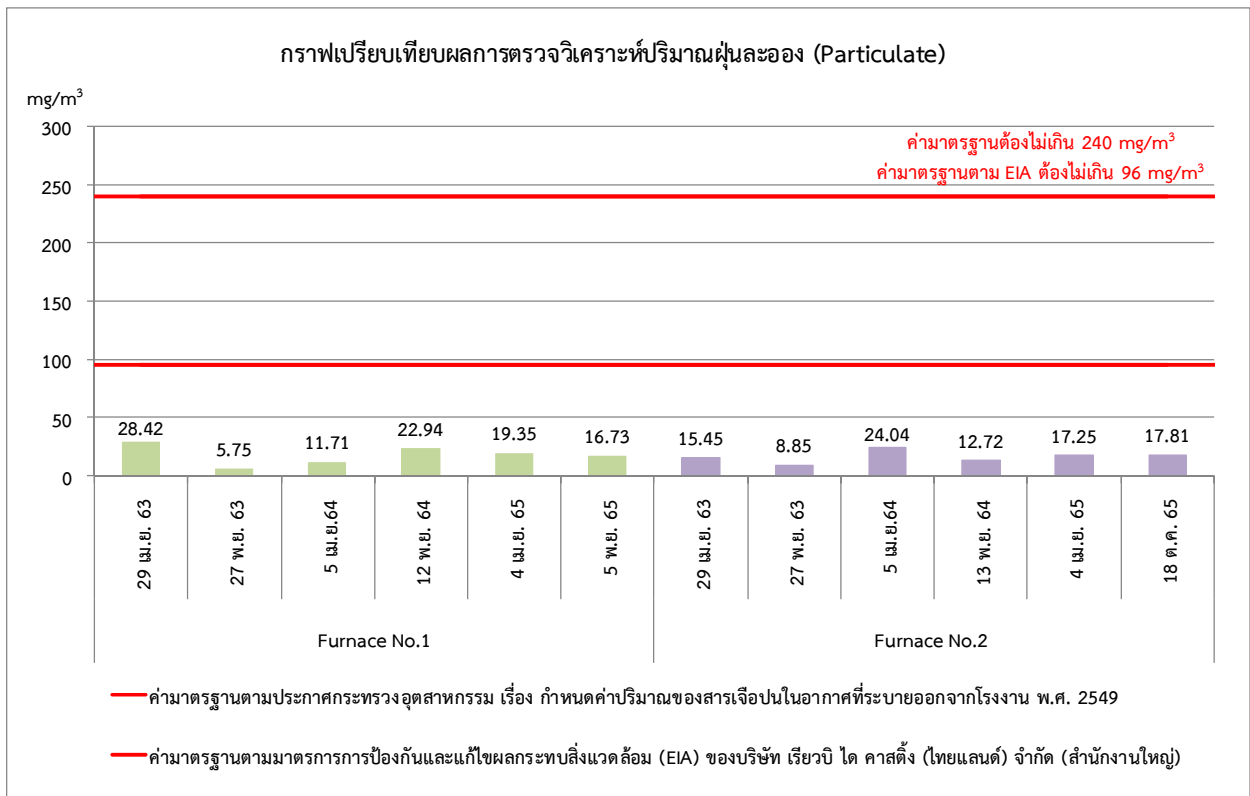 กราฟเปรียบเทียบผลการตรวจวิเคราะห์ปริมาณฝุ่นละออง (Particulate)
mg/m³
ค่ามาตรฐานต้องไม่เกิน 240 mg/m³
ค่ามาตรฐานตาม EIA ต้องไม่เกิน 96 mg/m³
300
250
200
150
100
50
0
28.42
5.75
11.71
22.94
19.35
16.73
15.45
8.85
24.04
12.72
17.25
17.81
29 เม.ย. 63
27 พ.ย. 63
5 เม.ย.64
12 พ.ย. 64
4 เม.ย. 65
5 พ.ย. 65
29 เม.ย. 63
27 พ.ย. 63
5 เม.ย. 64
13 พ.ย. 64
4 เม.ย. 65
18 ต.ค. 65
Furnace No.1
Furnace No.2
ค่ามาตรฐานตามประกาศกระทรวงอุตสาหกรรม เรื่อง กำหนดค่าปริมาณของสารเจือปนในอากาศที่ระบายออกจากโรงงาน พ.ศ. 2549
ค่ามาตรฐานตามมาตรการการป้องกันและแก้ไขผลกระทบสิ่งแวดล้อม (EIA) ของบริษัท เรียวบิ ได คาสติ้ง (ไทยแลนด์) จำกัด (สำนักงานใหญ่)